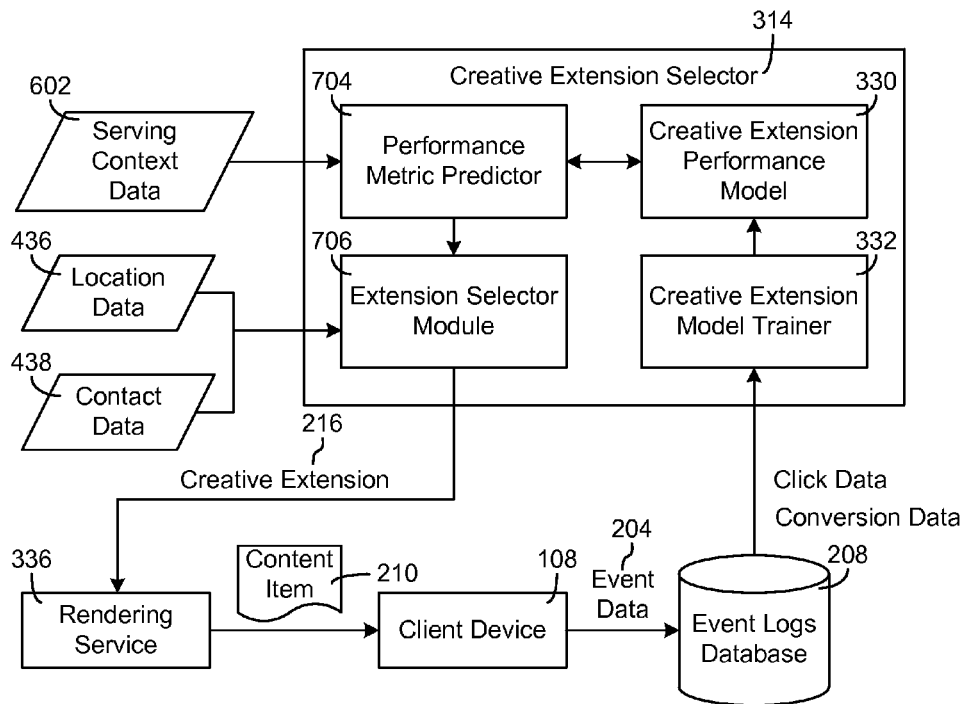 314
Creative Extension Selector
602
Serving
Context
Data
704
Performance
Metric Predictor
330
Creative Extension
Performance
Model
436
Location
Data
706
Extension Selector
Module
332
Creative Extension
Model Trainer
438
Contact
Data
216
Creative Extension
Click Data
Conversion Data
336
Rendering
Service
Content
Item
210
108
Client Device
204
Event
Data
208
Event Logs
Database